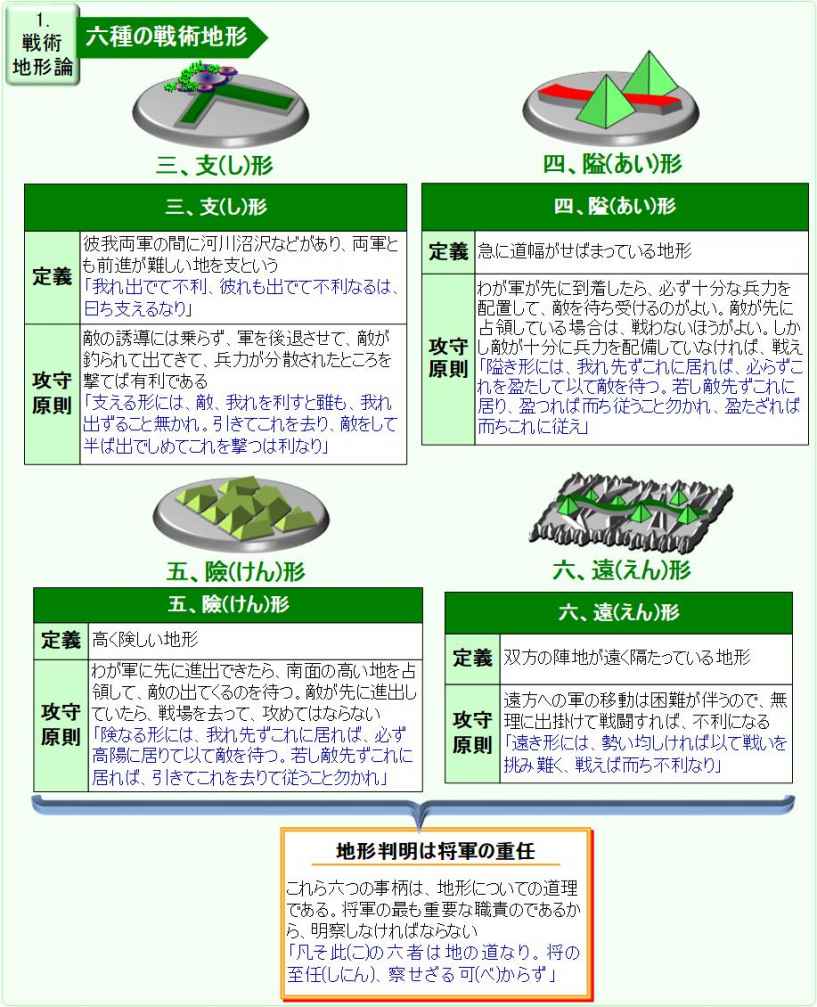 1.
戦術
地形論
六種の戦術地形
三、支(し)形
三、支(し)形
定義
彼我両軍の間に河川沼沢などがあり、両軍と
も前進が難しい地を支という
「我れ出でて不利、彼れも出でて不利なるは、
曰ち支えるなり」
攻守
原則
敵の誘導には乗らず、軍を後退させて、敵が
釣られて出てきて、兵力が分散されたところを
撃てば有利である
「支える形には、敵、我れを利すと雖も、我れ
出ずること無かれ。引きてこれを去り、敵をして
半ば出でしめてこれを撃つは利なり」
四、隘(あい)形
四、隘(あい)形
定義
急に道幅がせばまっている地形
攻守
原則
わが軍が先に到着したら、必ず十分な兵力を
配置して、敵を待ち受けるのがよい。敵が先に
占領している場合は、戦わないほうがよい。しか
し敵が十分に兵力を配備していなければ、戦え
「隘き形には、我れ先ずこれに居れば、必らずこ
れを盈たして以て敵を待つ。若し敵先ずこれに
居り、盈つれば而ち従うこと勿かれ、盈たざれば
而ちこれに従え」
五、險(けん)形
五、險(けん)形
定義
高く険しい地形
攻守
原則
わが軍に先に進出できたら、南面の高い地を占
領して、敵の出てくるのを待つ。敵が先に進出し
ていたら、戦場を去って、攻めてはならない
「険なる形には、我れ先ずこれに居れば、必ず
高陽に居りて以て敵を待つ。若し敵先ずこれに
居れば、引きてこれを去りて従うこと勿かれ」
六、遠(えん)形
六、遠(えん)形
定義
双方の陣地が遠く隔たっている地形
攻守
原則
遠方への軍の移動は困難が伴うので、無
理に出掛けて戦闘すれば、不利になる
「遠き形には、勢い均しければ以て戦いを
挑み難く、戦えば而ち不利なり」
地形判明は将軍の重任
これら六つの事柄は、地形についての道理
である。将軍の最も重要な職責のであるか
ら、明察しなければならない
「凡そ此(こ)の六者は地の道なり。将の
至任(しにん)、察せざる可(べ)からず」